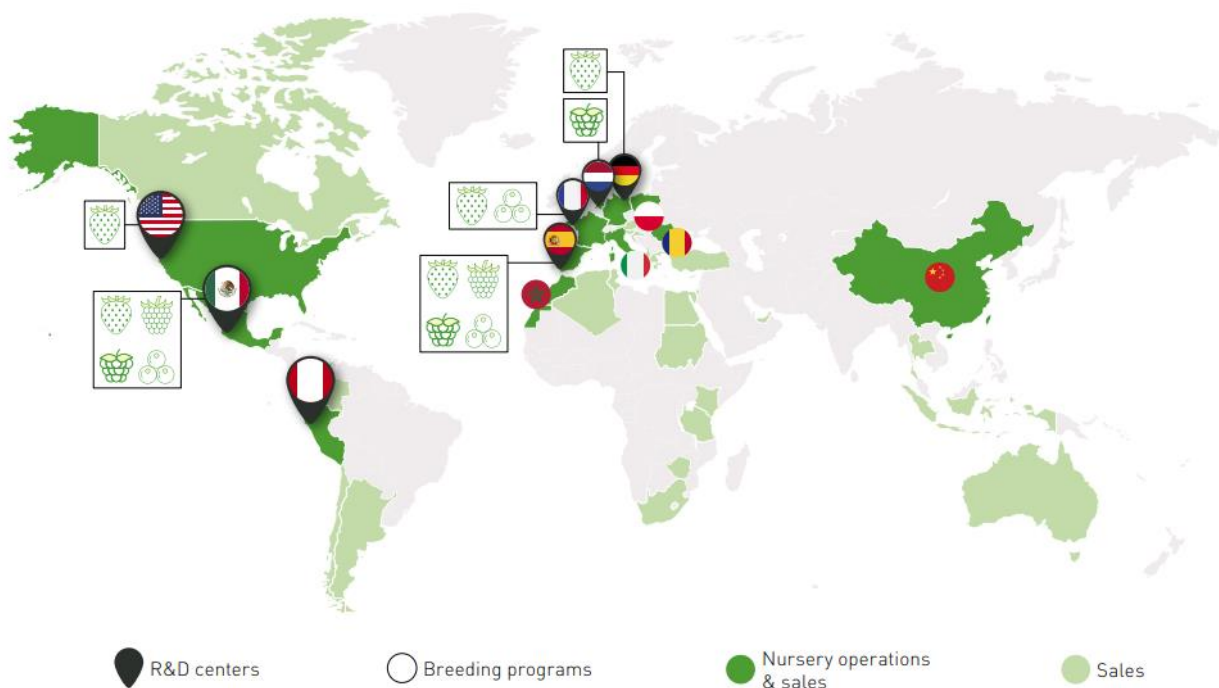 R&D centers
Breeding programs
Nursery operations
& sales
Sales